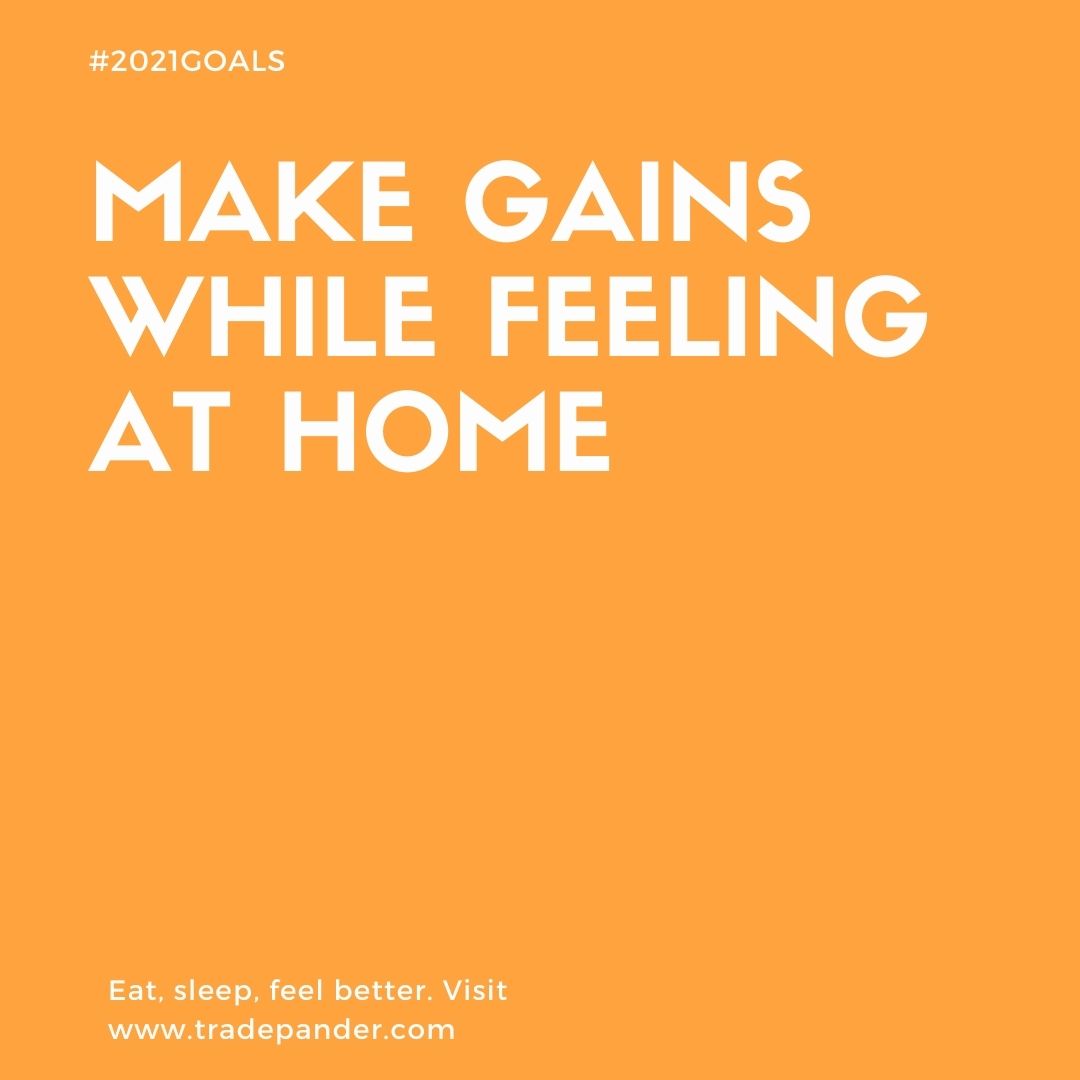 #2021GOALS
MAKE GAINS
WHILE FEELING
AT HOME
Eat, sleep, feel better. Visit
www.tradepander.com